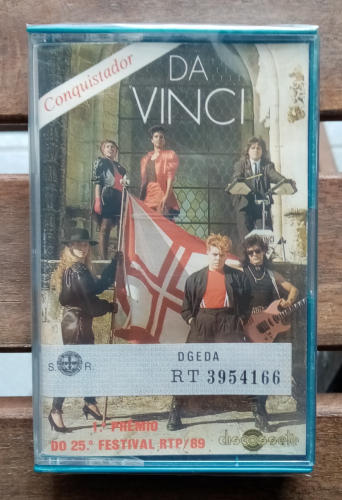 Conquistador
DA
VINCI
DGEDA
S. R.
RT 3954166
1.º PRÉMIO
DO 25.º FESTIVAL RTP/89
discossete